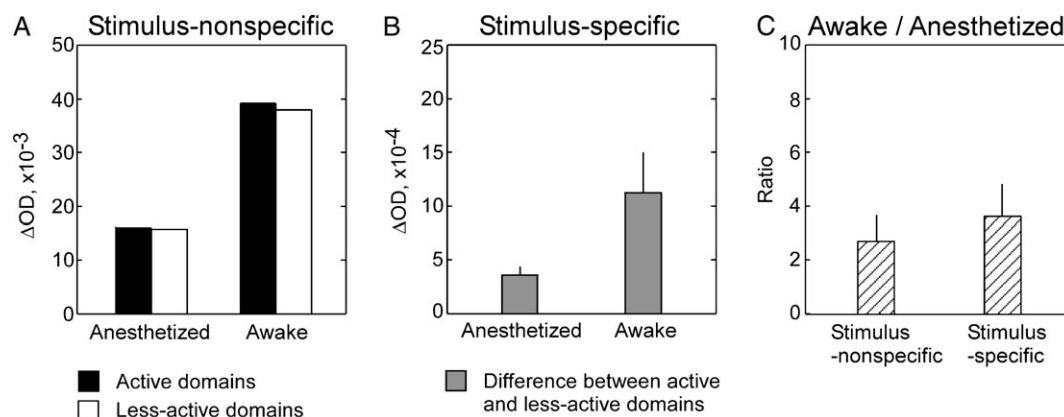 A Stimulus-nonspecific
50
40
30
20
10
0
ΔOD, x10-3
Anesthetized Awake
Active domains
Less-active domains
B Stimulus-specific
25
20
15
10
5
0
ΔOD, x10-4
Anesthetized Awake
Difference between active
and less-active domains
C Awake / Anesthetized
10
8
6
4
2
0
Ratio
Stimulus
-nonspecific
Stimulus
-specific